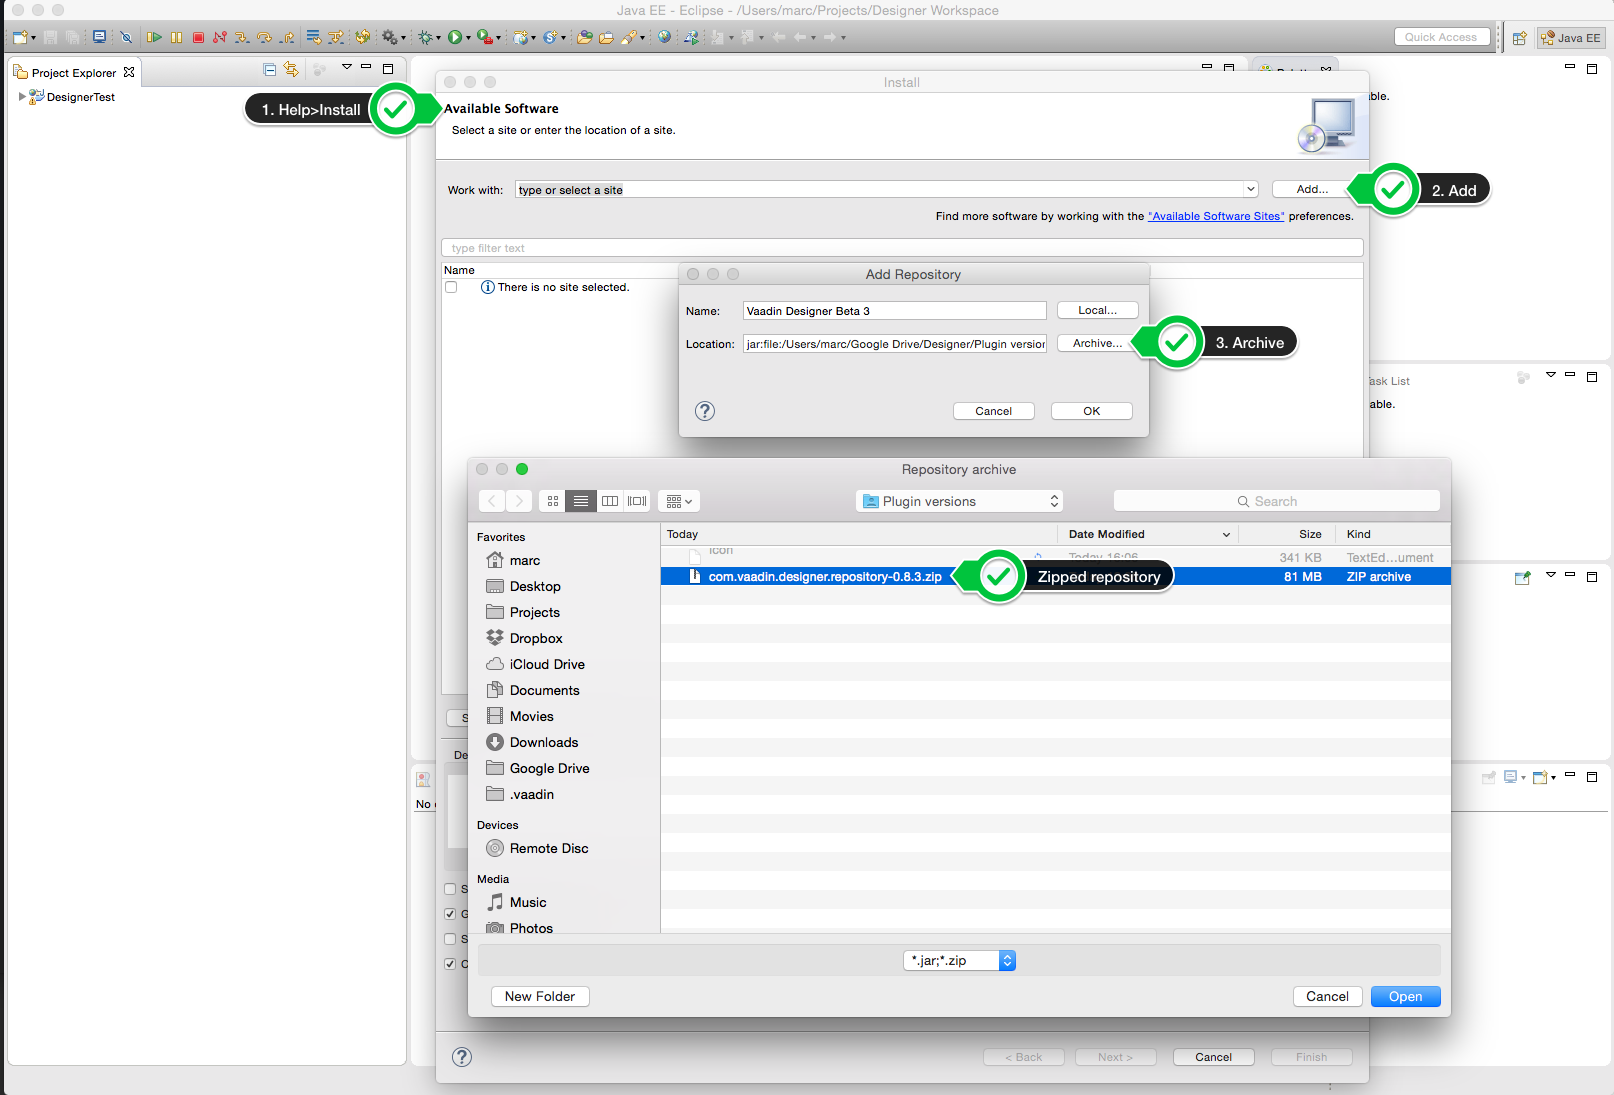 Java EE - Eclipse - /Users/marc/Projects/Designer Workspace
Quick Access
Java EE
Project Explorer
DesignerTest
Install
1. Help>Install
Available Software
Select a site or enter the location of a site.
Work with:
type or select a site
Add...
2. Add
Find more software by working with the "Available Software Sites" preferences.
type filter text
Name
There is no site selected.
Add Repository
Name:
Vaadin Designer Beta 3
Local...
Location:
jar:file:/Users/marc/Google Drive/Designer/Plugin version
Archive...
3. Archive
Cancel
OK
Task List
Repository archive
Plugin versions
Search
Favorites
marc
Desktop
Projects
Dropbox
iCloud Drive
Documents
Movies
Downloads
Google Drive
.vaadin
Devices
Remote Disc
Media
Music
Photos
Today
Date Modified
Size
Kind
Icon
Today 16:06
341 KB
TextEd...ument
com.vaadin.designer.repository-0.8.3.zip
Zipped repository
81 MB
ZIP archive
No
*.jar;*.zip
New Folder
Cancel
Open
< Back
Next >
Cancel
Finish